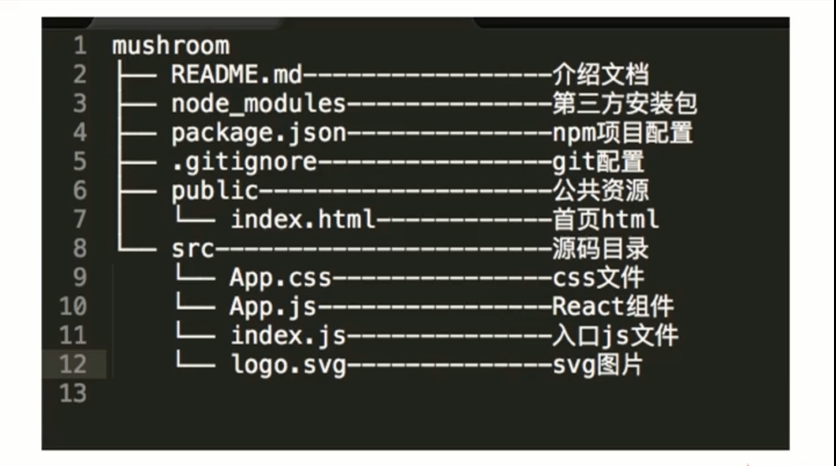 1 mushroom
2 ├── README.md-----------------介绍文档
3 ├── node_modules--------------第三方安装包
4 ├── package.json--------------npm项目配置
5 ├── .gitignore----------------git配置
6 ├── public--------------------公共资源
7 │   └── index.html------------首页html
8 └── src-----------------------源码目录
9     └── App.css---------------css文件
10     └── App.js----------------React组件
11     └── index.js--------------入口js文件
12     └── logo.svg--------------svg图片
13